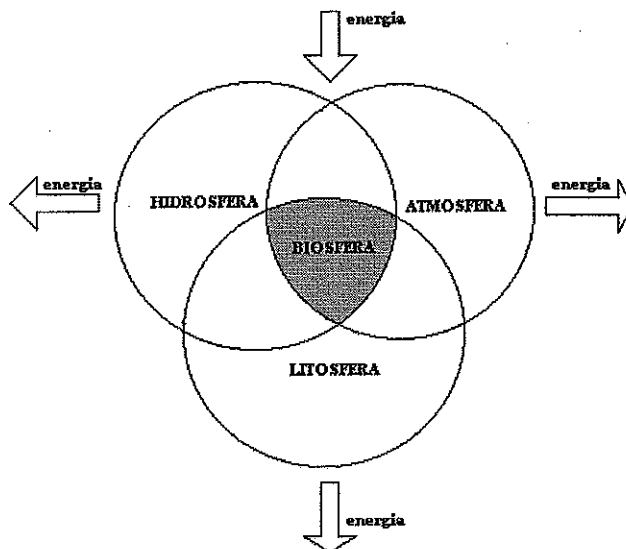 energia
energia
energia
HIDROSFERA
ATMOSFERA
BIOSFERA
LITOSFERA
energia